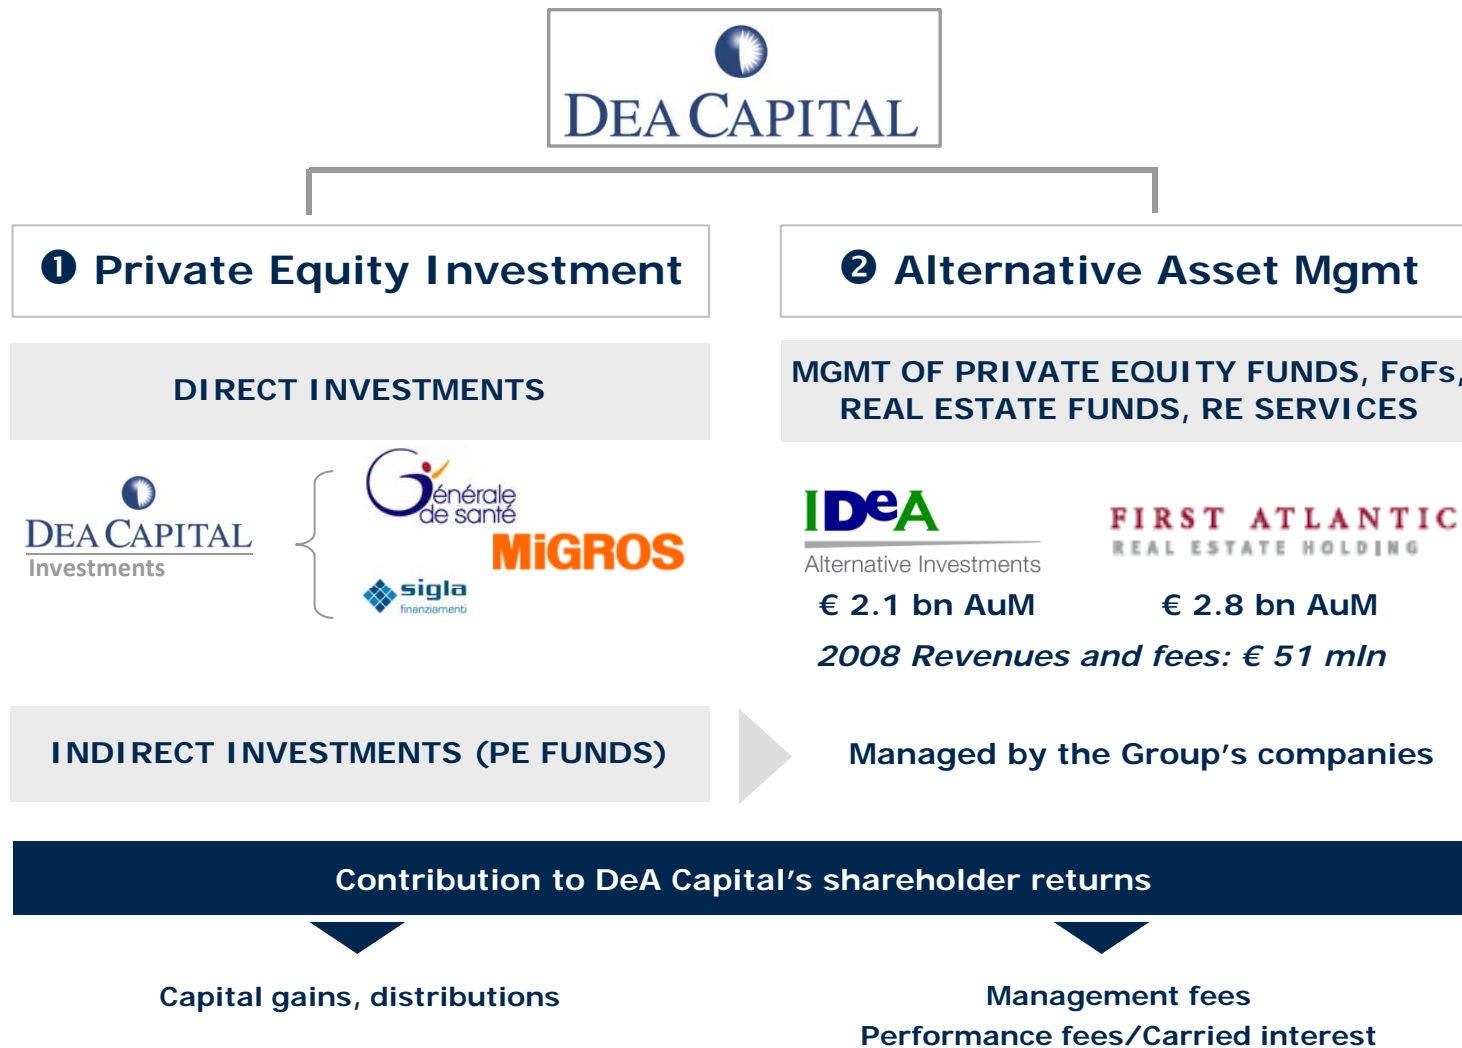 DEA CAPITAL
❶ Private Equity Investment
❷ Alternative Asset Mgmt
DIRECT INVESTMENTS
MGMT OF PRIVATE EQUITY FUNDS, FoFs,
REAL ESTATE FUNDS, RE SERVICES
DEA CAPITAL
Investments
Générale
de santé
MiGROS
sigla
finanziamenti
IDeA
Alternative Investments
FIRST ATLANTIC
REAL ESTATE HOLDING
€ 2.1 bn AuM
€ 2.8 bn AuM
2008 Revenues and fees: € 51 mln
INDIRECT INVESTMENTS (PE FUNDS)
Managed by the Group’s companies
Contribution to DeA Capital’s shareholder returns
Capital gains, distributions
Management fees
Performance fees/Carried interest